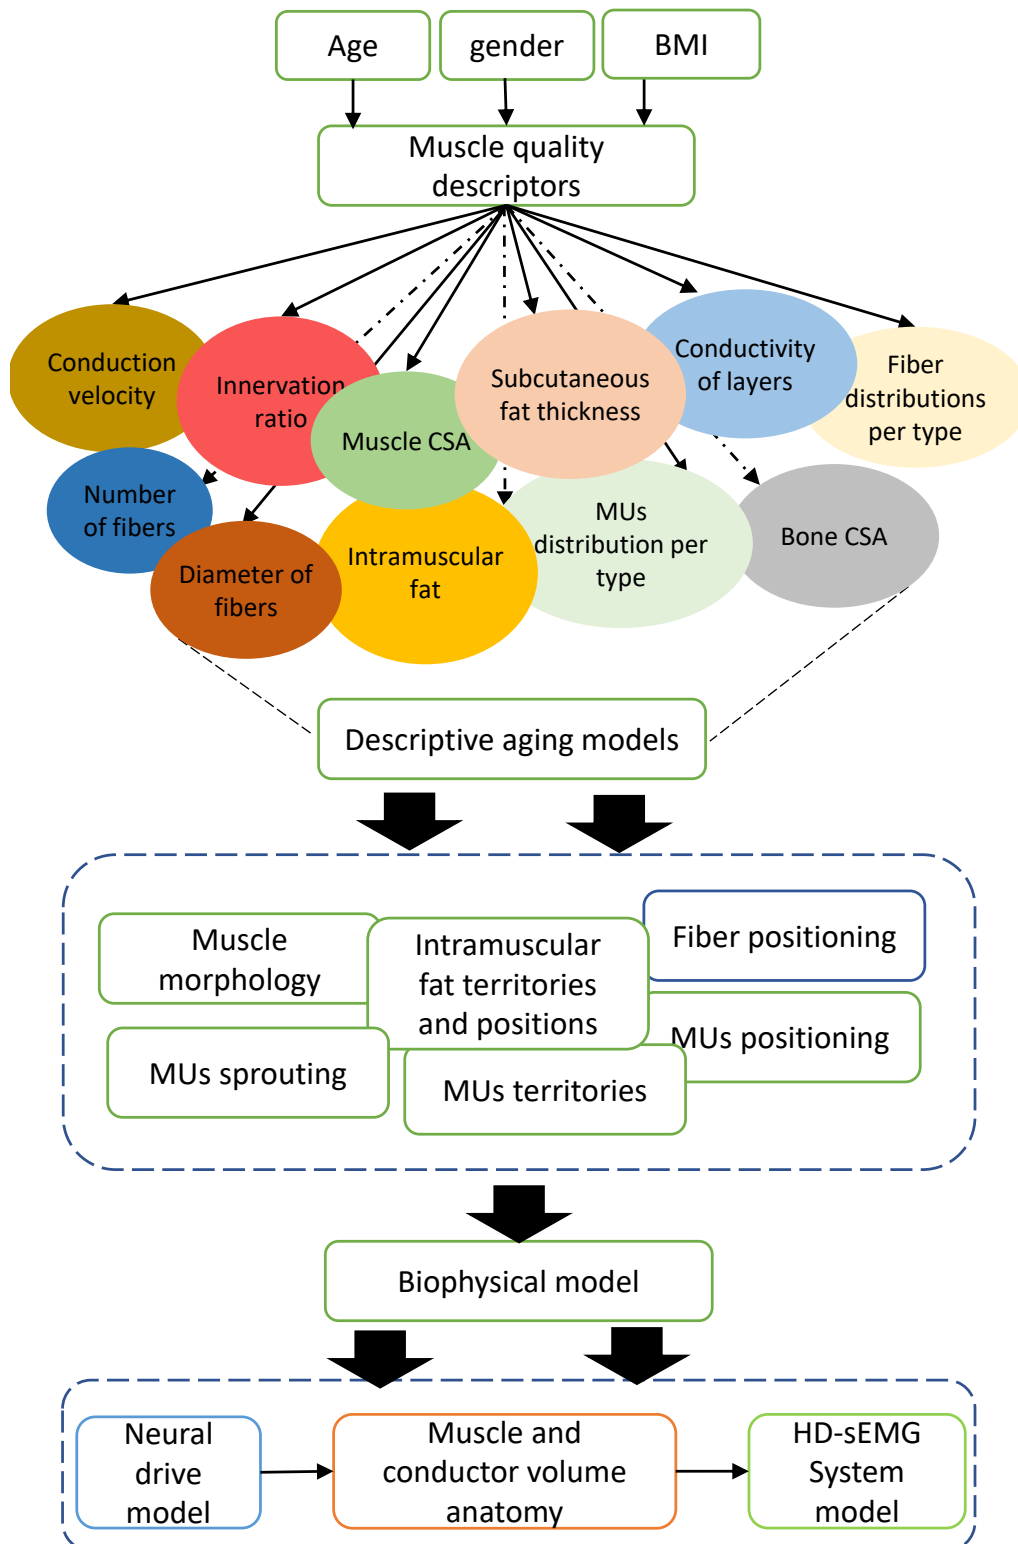 Age
gender
BMI
Muscle quality
descriptors
Conduction
velocity
Innervation
ratio
Muscle CSA
Subcutaneous
fat thickness
Conductivity
of layers
Fiber
distributions
per type
Number
of fibers
Diameter of
fibers
Intramuscular
fat
MUs
distribution per
type
Bone CSA
Descriptive aging models
Muscle
morphology
Intramuscular
fat territories
and positions
Fiber positioning
MUs sprouting
MUs territories
MUs positioning
Biophysical model
Neural
drive
model
Muscle and
conductor volume
anatomy
HD-sEMG
System
model